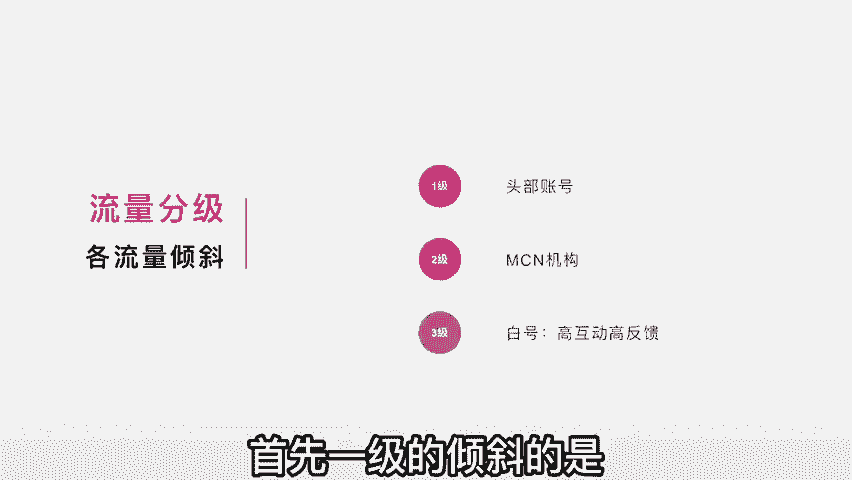 流量分级
各流量倾斜
1级 头部账号
2级 MCN机构
3级 白号：高互动高反馈
首先一级的倾斜的是